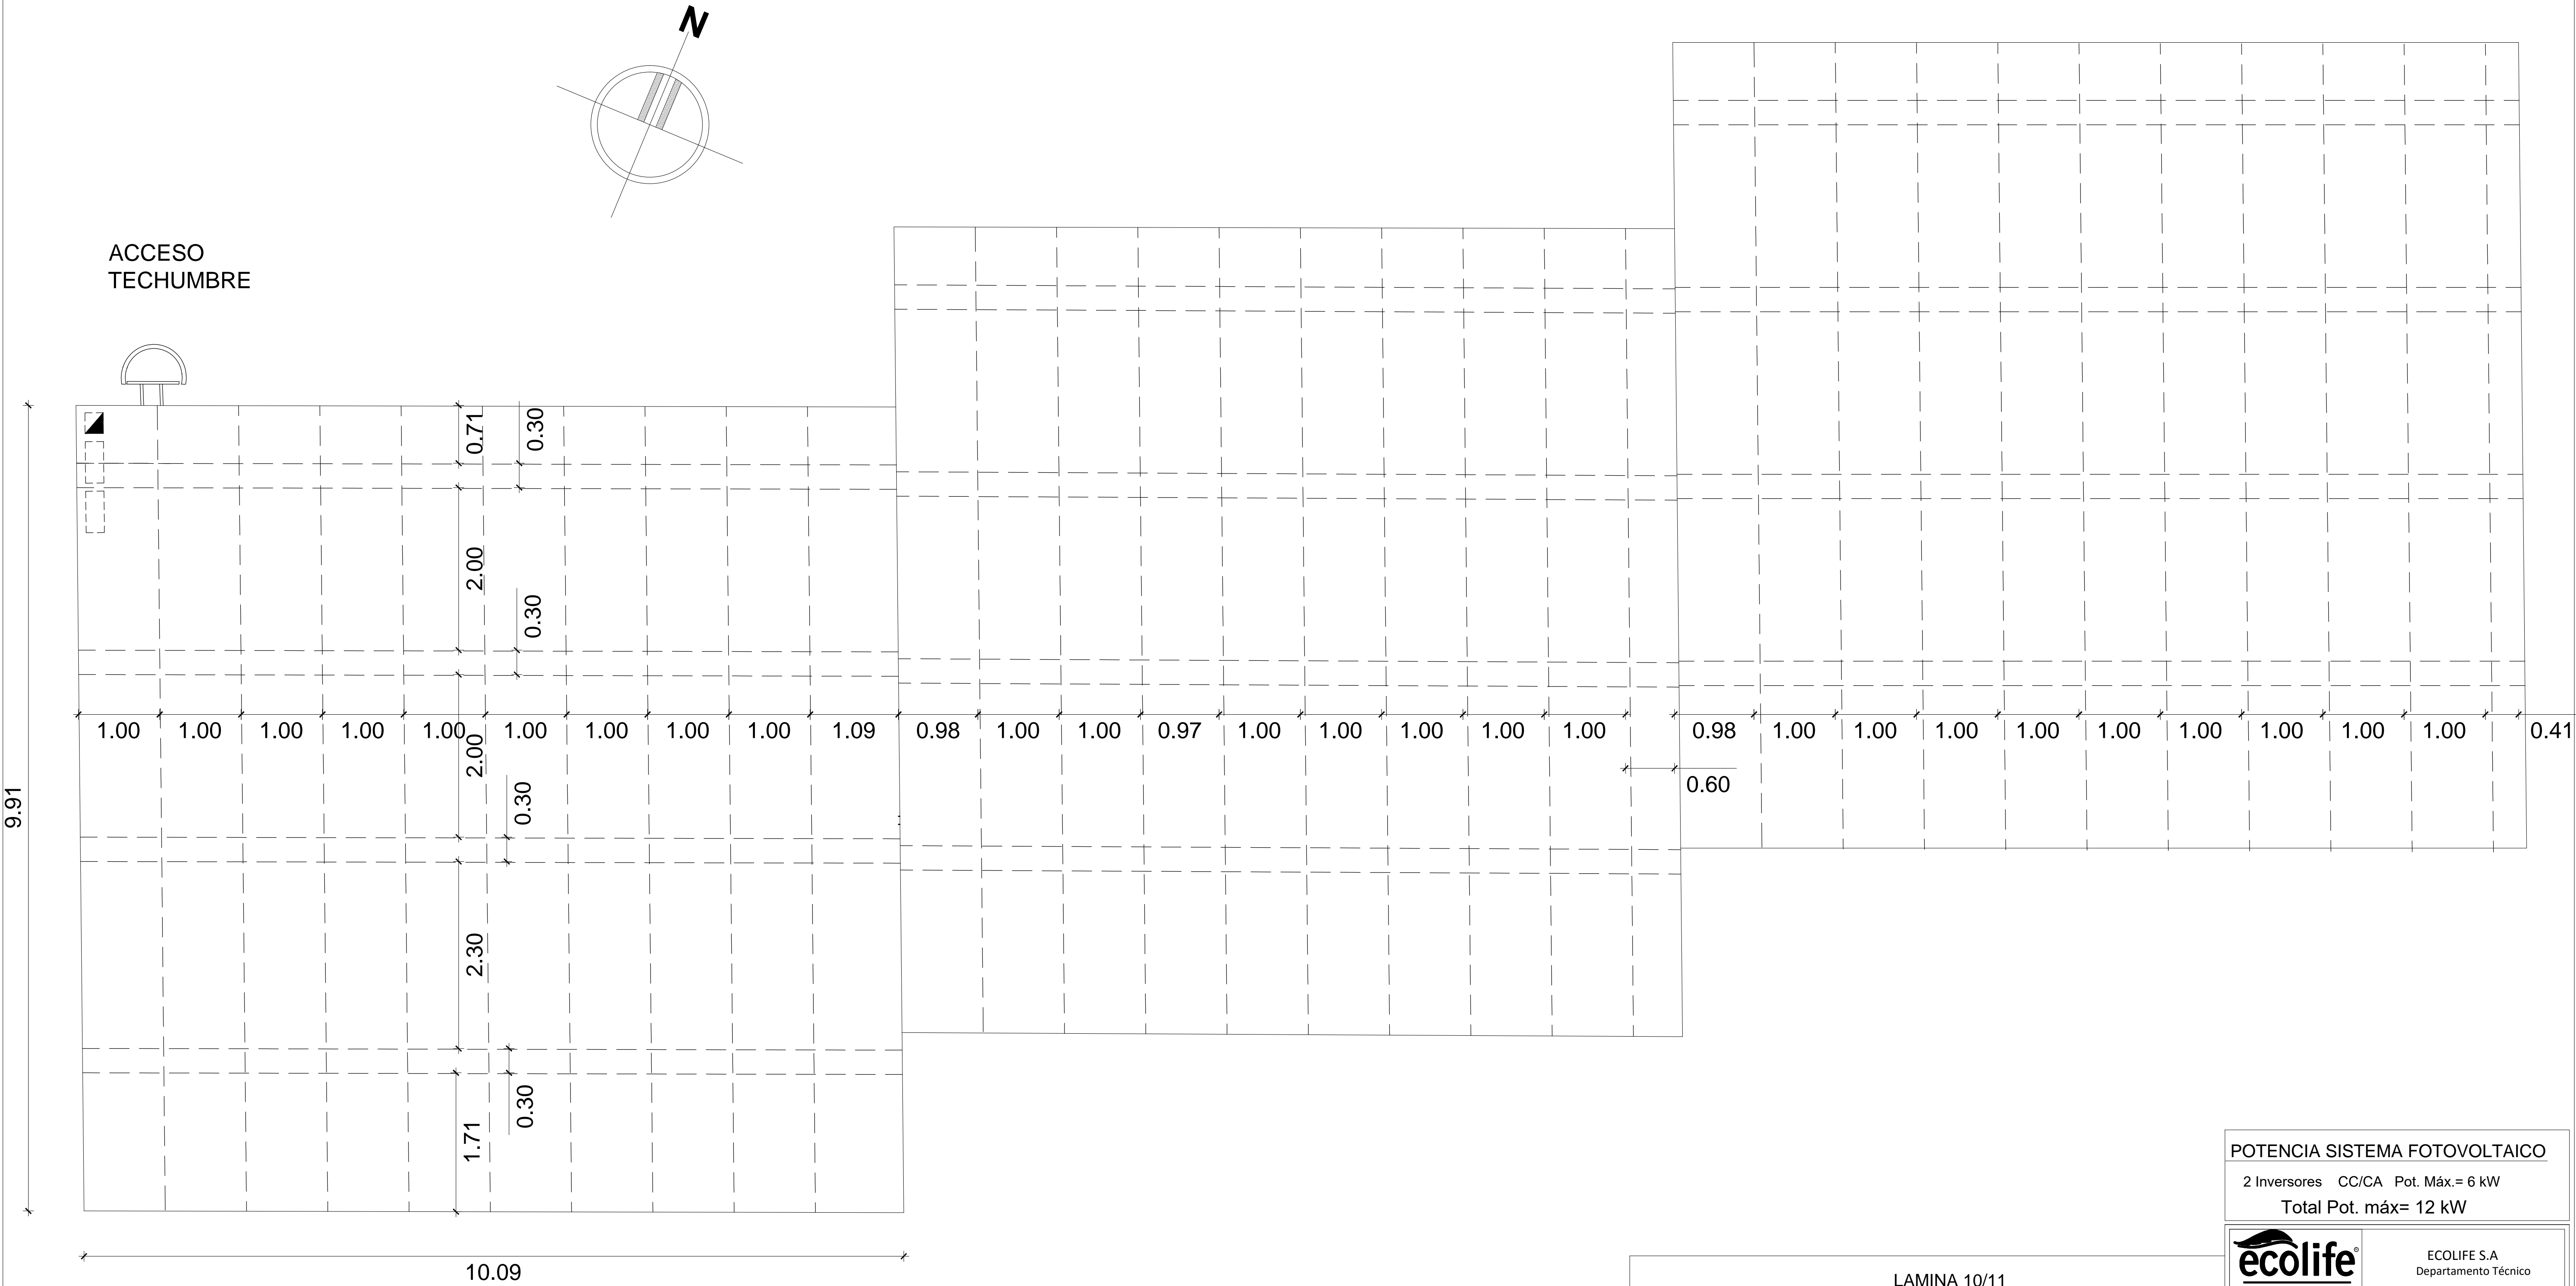 N
ACCESO
TECHUMBRE
0.71
0.30
2.00
0.30
1.00 1.00 1.00 1.00 1.00 1.00 1.00 1.00 1.00 1.09 0.98 1.00 1.00 0.97 1.00 1.00 1.00 1.00 1.00 0.98 1.00 1.00 1.00 1.00 1.00 1.00 1.00 1.00 1.00 0.41
2.00
0.60
9.91
0.30
2.30
0.30
1.71
10.09
POTENCIA SISTEMA FOTOVOLTAICO
2 Inversores CC/CA Pot. Máx.= 6 kW
Total Pot. máx= 12 kW
ecolife®
ECOLIFE S.A
Departamento Técnico
LAMINA 10/11